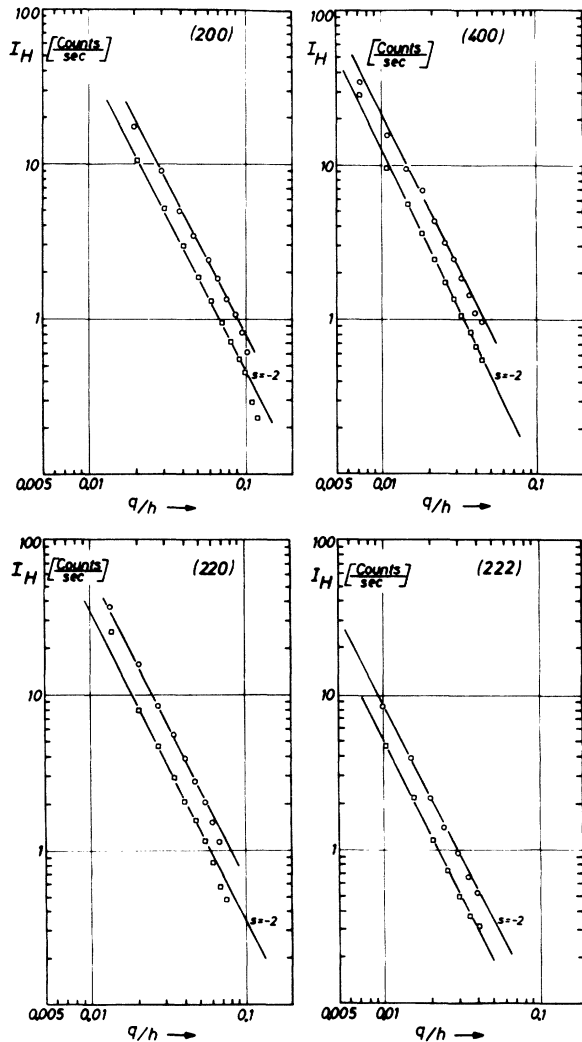 100
I_H [Counts/sec] (200)
10
1
s=-2
0.005 0,01 0,1
q/h →
100
I_H [Counts/sec] (400)
10
1
s=-2
0.005 0,01 0,1
q/h →
100
I_H [Counts/sec] (220)
10
1
s=-2
0.005 0,01 0,1
q/h →
100
I_H [Counts/sec] (222)
10
1
s=-2
0.005 0,01 0,1
q/h →